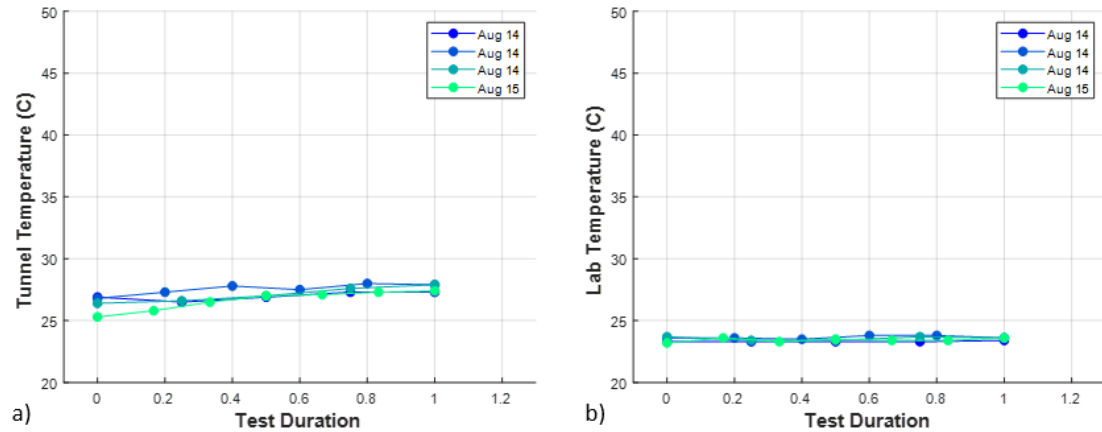 50
45
40
35
30
25
20
Tunnel Temperature (C)
0 0.2 0.4 0.6 0.8 1 1.2
Test Duration
Aug 14
Aug 14
Aug 14
Aug 15
a)
50
45
40
35
30
25
20
Lab Temperature (C)
0 0.2 0.4 0.6 0.8 1 1.2
Test Duration
Aug 14
Aug 14
Aug 14
Aug 15
b)